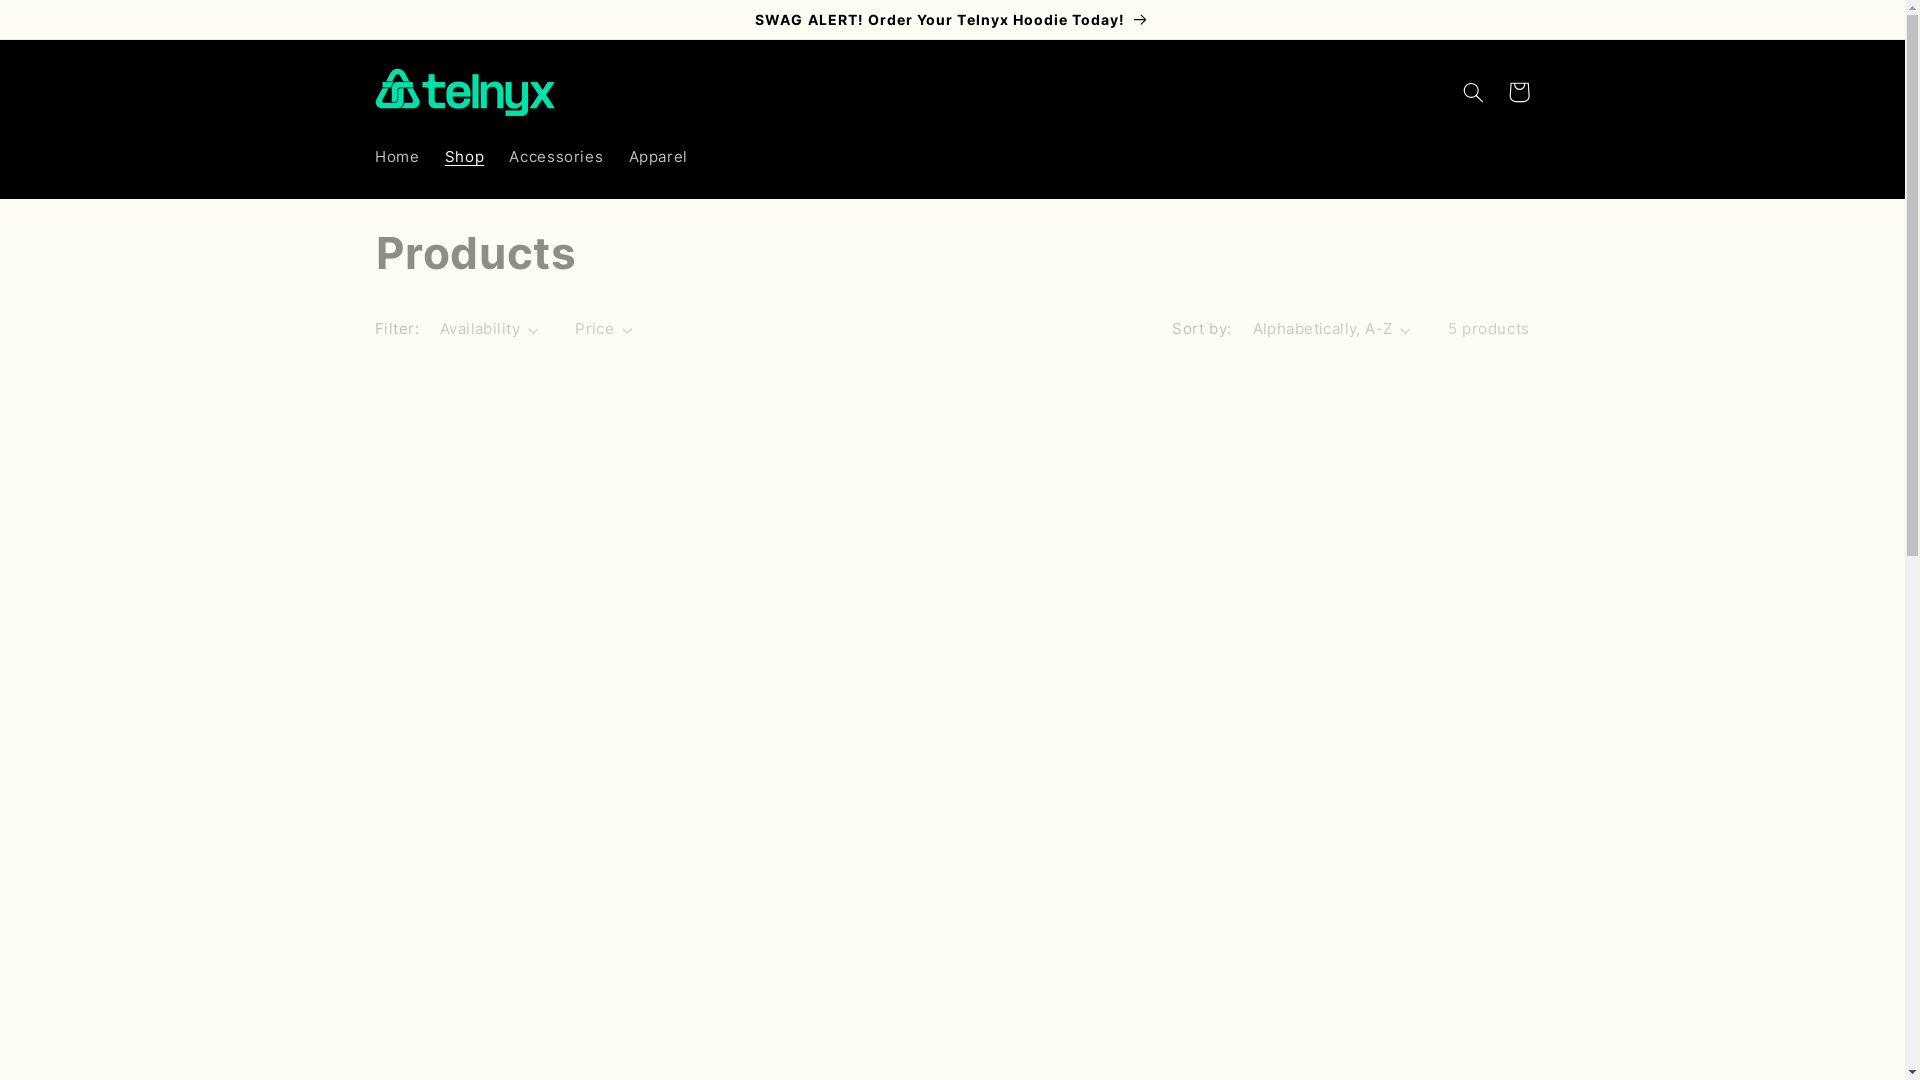 SWAG ALERT! Order Your Telnyx Hoodie Today!
telnyx
Home Shop Accessories Apparel
Products
Filter: Availability Price Sort by: Alphabetically, A-Z 5 products